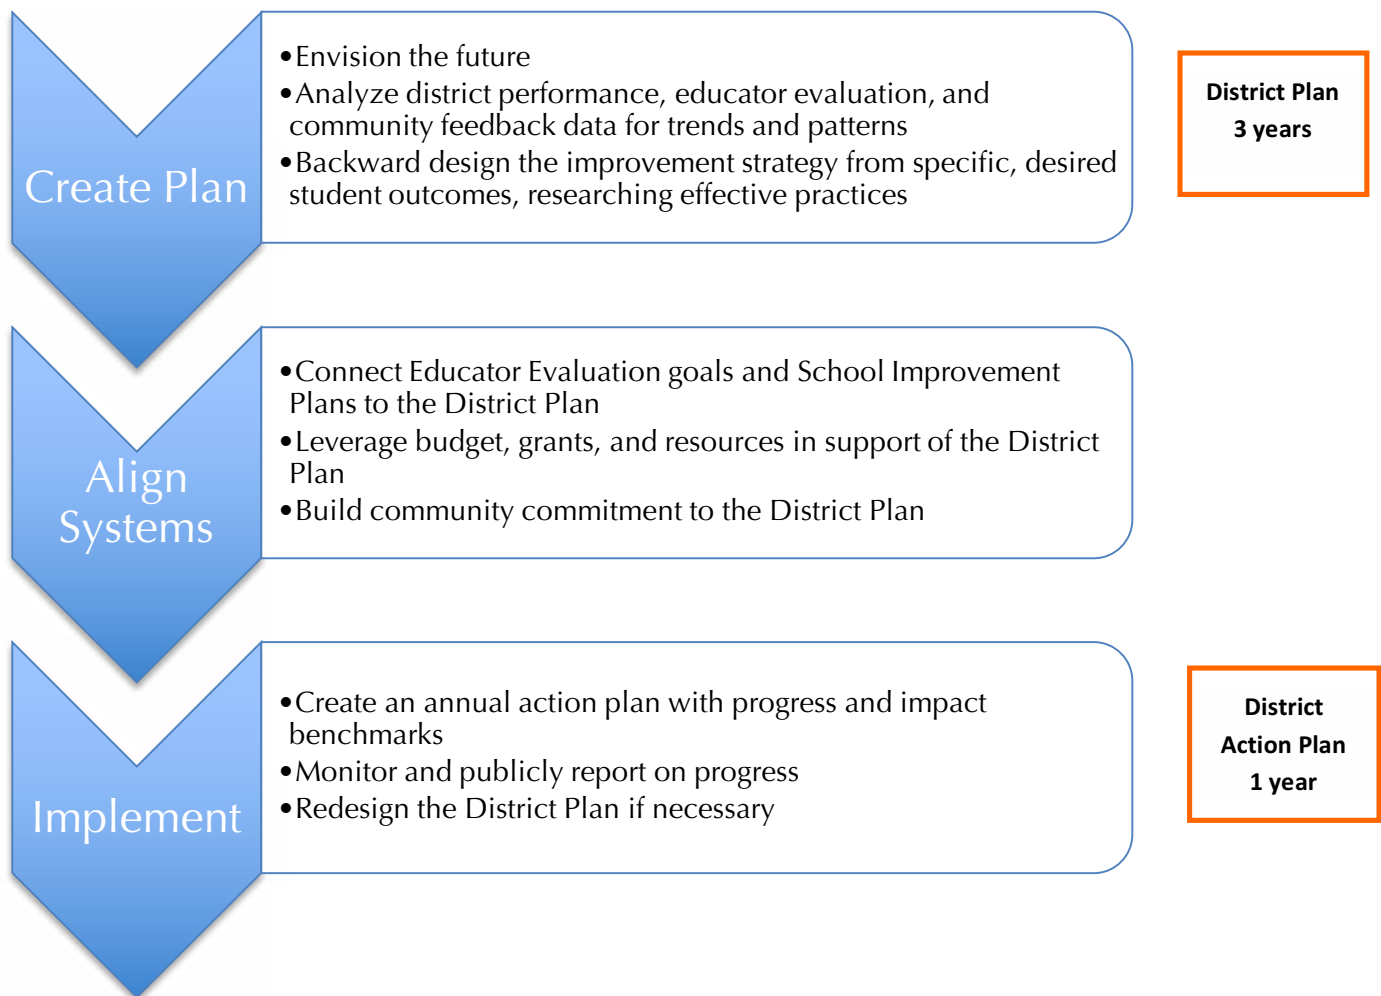 Create Plan
•Envision the future
•Analyze district performance, educator evaluation, and
community feedback data for trends and patterns
•Backward design the improvement strategy from specific, desired
student outcomes, researching effective practices
District Plan
3 years
Align
Systems
•Connect Educator Evaluation goals and School Improvement
Plans to the District Plan
•Leverage budget, grants, and resources in support of the District
Plan
•Build community commitment to the District Plan
Implement
•Create an annual action plan with progress and impact
benchmarks
•Monitor and publicly report on progress
•Redesign the District Plan if necessary
District
Action Plan
1 year